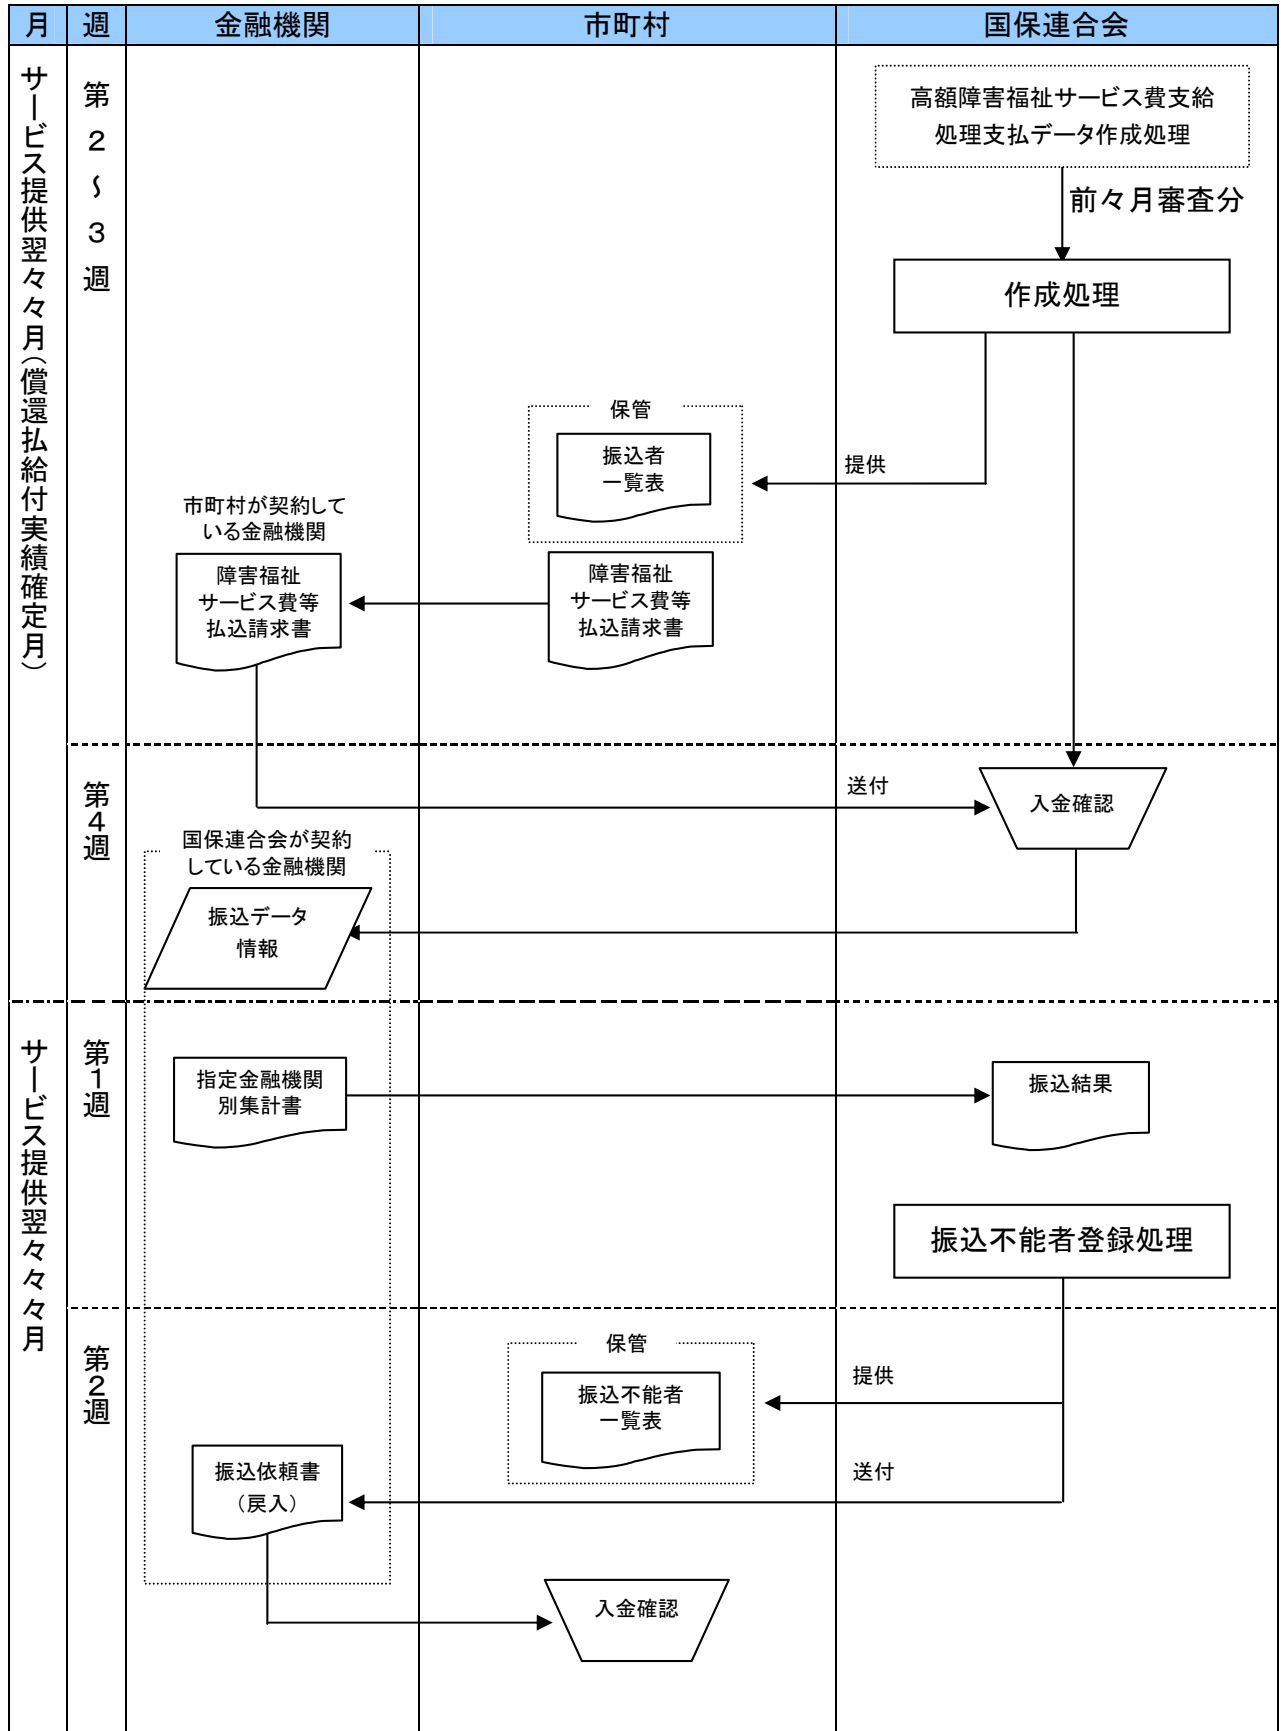 月
週
金融機関
市町村
国保連合会
サービス提供翌々々月（償還払給付実績確定月）
第2～3週
高額障害福祉サービス費支給
処理支払データ作成処理
前々月審査分
作成処理
保管
振込者
一覧表
提供
市町村が契約して
いる金融機関
障害福祉
サービス費等
払込請求書
障害福祉
サービス費等
払込請求書
第4週
送付
入金確認
国保連合会が契約
している金融機関
振込データ
情報
サービス提供翌々々々月
第1週
指定金融機関
別集計書
振込結果
振込不能者登録処理
第2週
保管
振込不能者
一覧表
提供
振込依頼書
（戻入）
送付
入金確認